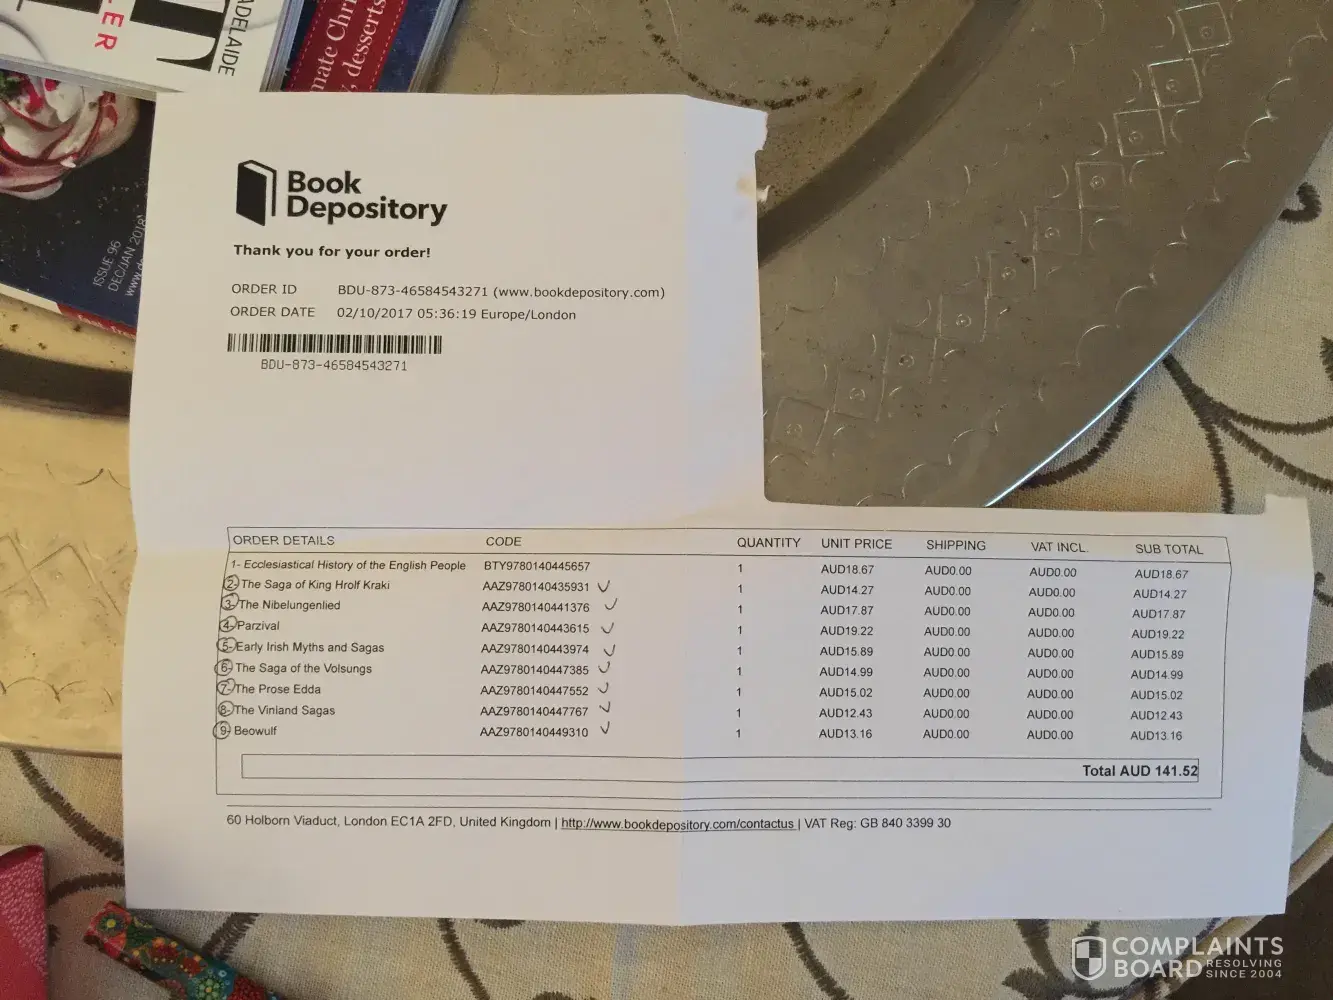 ADELAIDE
ER
mate Chri
, desserts
ISSUE 96
DEC/JAN 2018
www.d
Book
Depository
Thank you for your order!
ORDER ID BDU-873-46584543271 (www.bookdepository.com)
ORDER DATE 02/10/2017 05:36:19 Europe/London
BDU-873-46584543271
ORDER DETAILS CODE QUANTITY UNIT PRICE SHIPPING VAT INCL. SUB TOTAL
1- Ecclesiastical History of the English People BTY9780140445657 1 AUD18.67 AUD0.00 AUD0.00 AUD18.67
2- The Saga of King Hrolf Kraki AAZ9780140435931 1 AUD14.27 AUD0.00 AUD0.00 AUD14.27
3- The Nibelungenlied AAZ9780140441376 1 AUD17.87 AUD0.00 AUD0.00 AUD17.87
4- Parzival AAZ9780140443615 1 AUD19.22 AUD0.00 AUD0.00 AUD19.22
5- Early Irish Myths and Sagas AAZ9780140443974 1 AUD15.89 AUD0.00 AUD0.00 AUD15.89
6- The Saga of the Volsungs AAZ9780140447385 1 AUD14.99 AUD0.00 AUD0.00 AUD14.99
7- The Prose Edda AAZ9780140447552 1 AUD15.02 AUD0.00 AUD0.00 AUD15.02
8- The Vinland Sagas AAZ9780140447767 1 AUD12.43 AUD0.00 AUD0.00 AUD12.43
9- Beowulf AAZ9780140449310 1 AUD13.16 AUD0.00 AUD0.00 AUD13.16
Total AUD 141.52
60 Holborn Viaduct, London EC1A 2FD, United Kingdom | http://www.bookdepository.com/contactus | VAT Reg: GB 840 3399 30
COMPLAINTS
BOARD RESOLVING
SINCE 2004